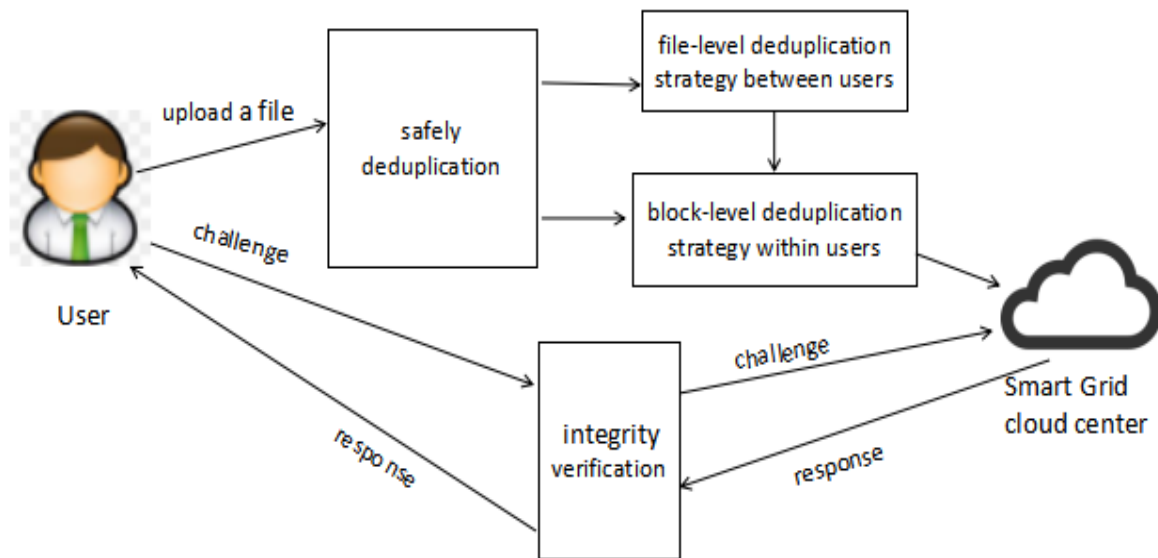 file-level deduplication
strategy between users
upload a file
safely
deduplication
block-level deduplication
strategy within users
challenge
User
challenge
Smart Grid
cloud center
integrity
verification
response
response